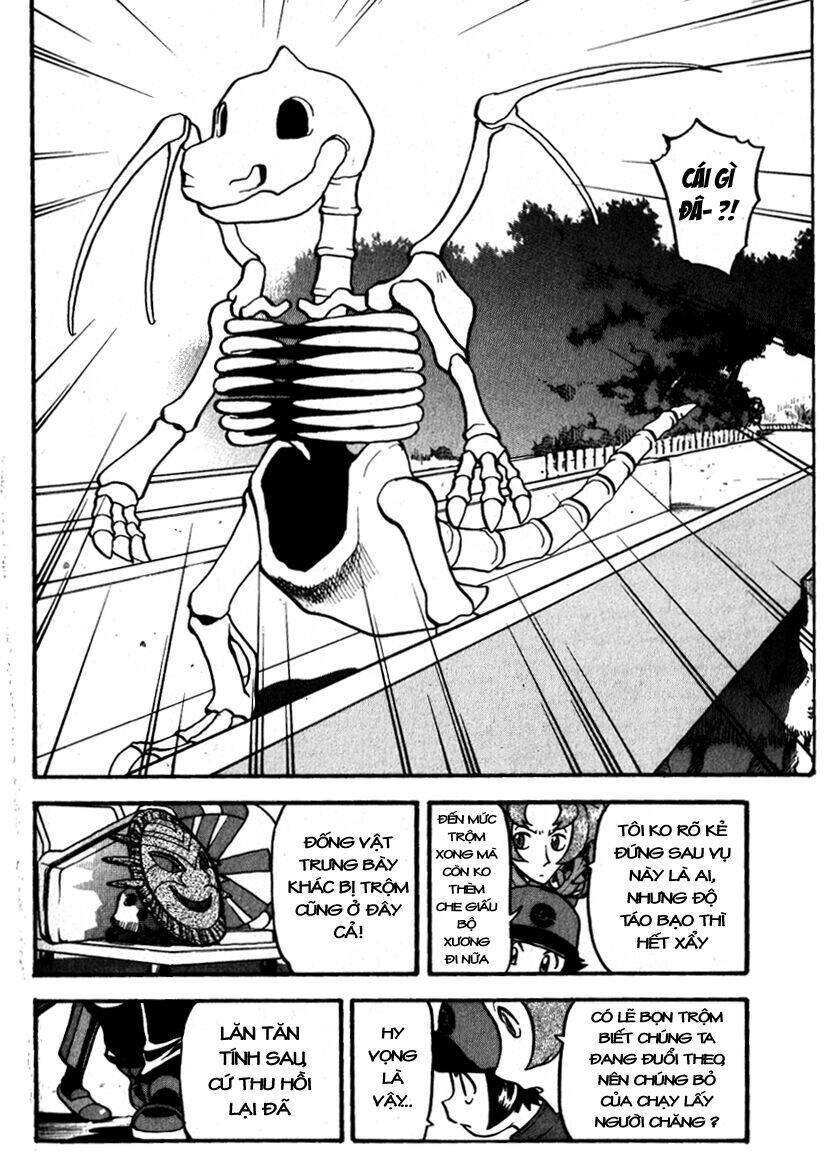 CÁI GÌ
ĐÂ- ?!
TÔI KO RÕ KẺ
ĐỨNG SAU VỤ
NÀY LÀ AI,
NHƯNG ĐỘ
TÁO BẠO THÌ
HẾT XẨY
ĐẾN MỨC
TRỘM
XONG MÀ
CÒN KO
THÈM
CHE GIẤU
BỘ
XƯƠNG
ĐI NỮA
ĐỐNG VẬT
TRƯNG BÀY
KHÁC BỊ TRỘM
CŨNG Ở ĐÂY
CẢ!
CÓ LẼ BỌN TRỘM
BIẾT CHÚNG TA
ĐANG ĐUỔI THEO,
NÊN CHÚNG BỎ
CỦA CHẠY LẤY
NGƯỜI CHĂNG ?
HY
VỌNG
LÀ
VẬY...
LĂN TĂN
TÍNH SAU,
CỨ THU HỒI
LẠI ĐÃ